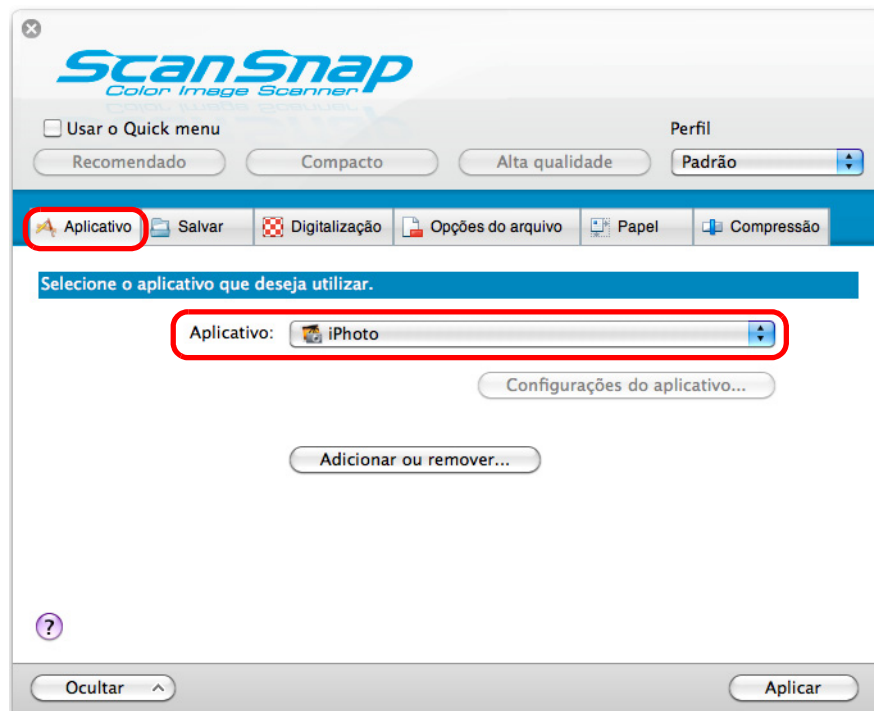 ScanSnap
Color Image Scanner
Usar o Quick menu
Perfil
Recomendado
Compacto
Alta qualidade
Padrão
Aplicativo
Salvar
Digitalização
Opções do arquivo
Papel
Compressão
Selecione o aplicativo que deseja utilizar.
Aplicativo:
iPhoto
Configurações do aplicativo...
Adicionar ou remover...
?
Ocultar
Aplicar